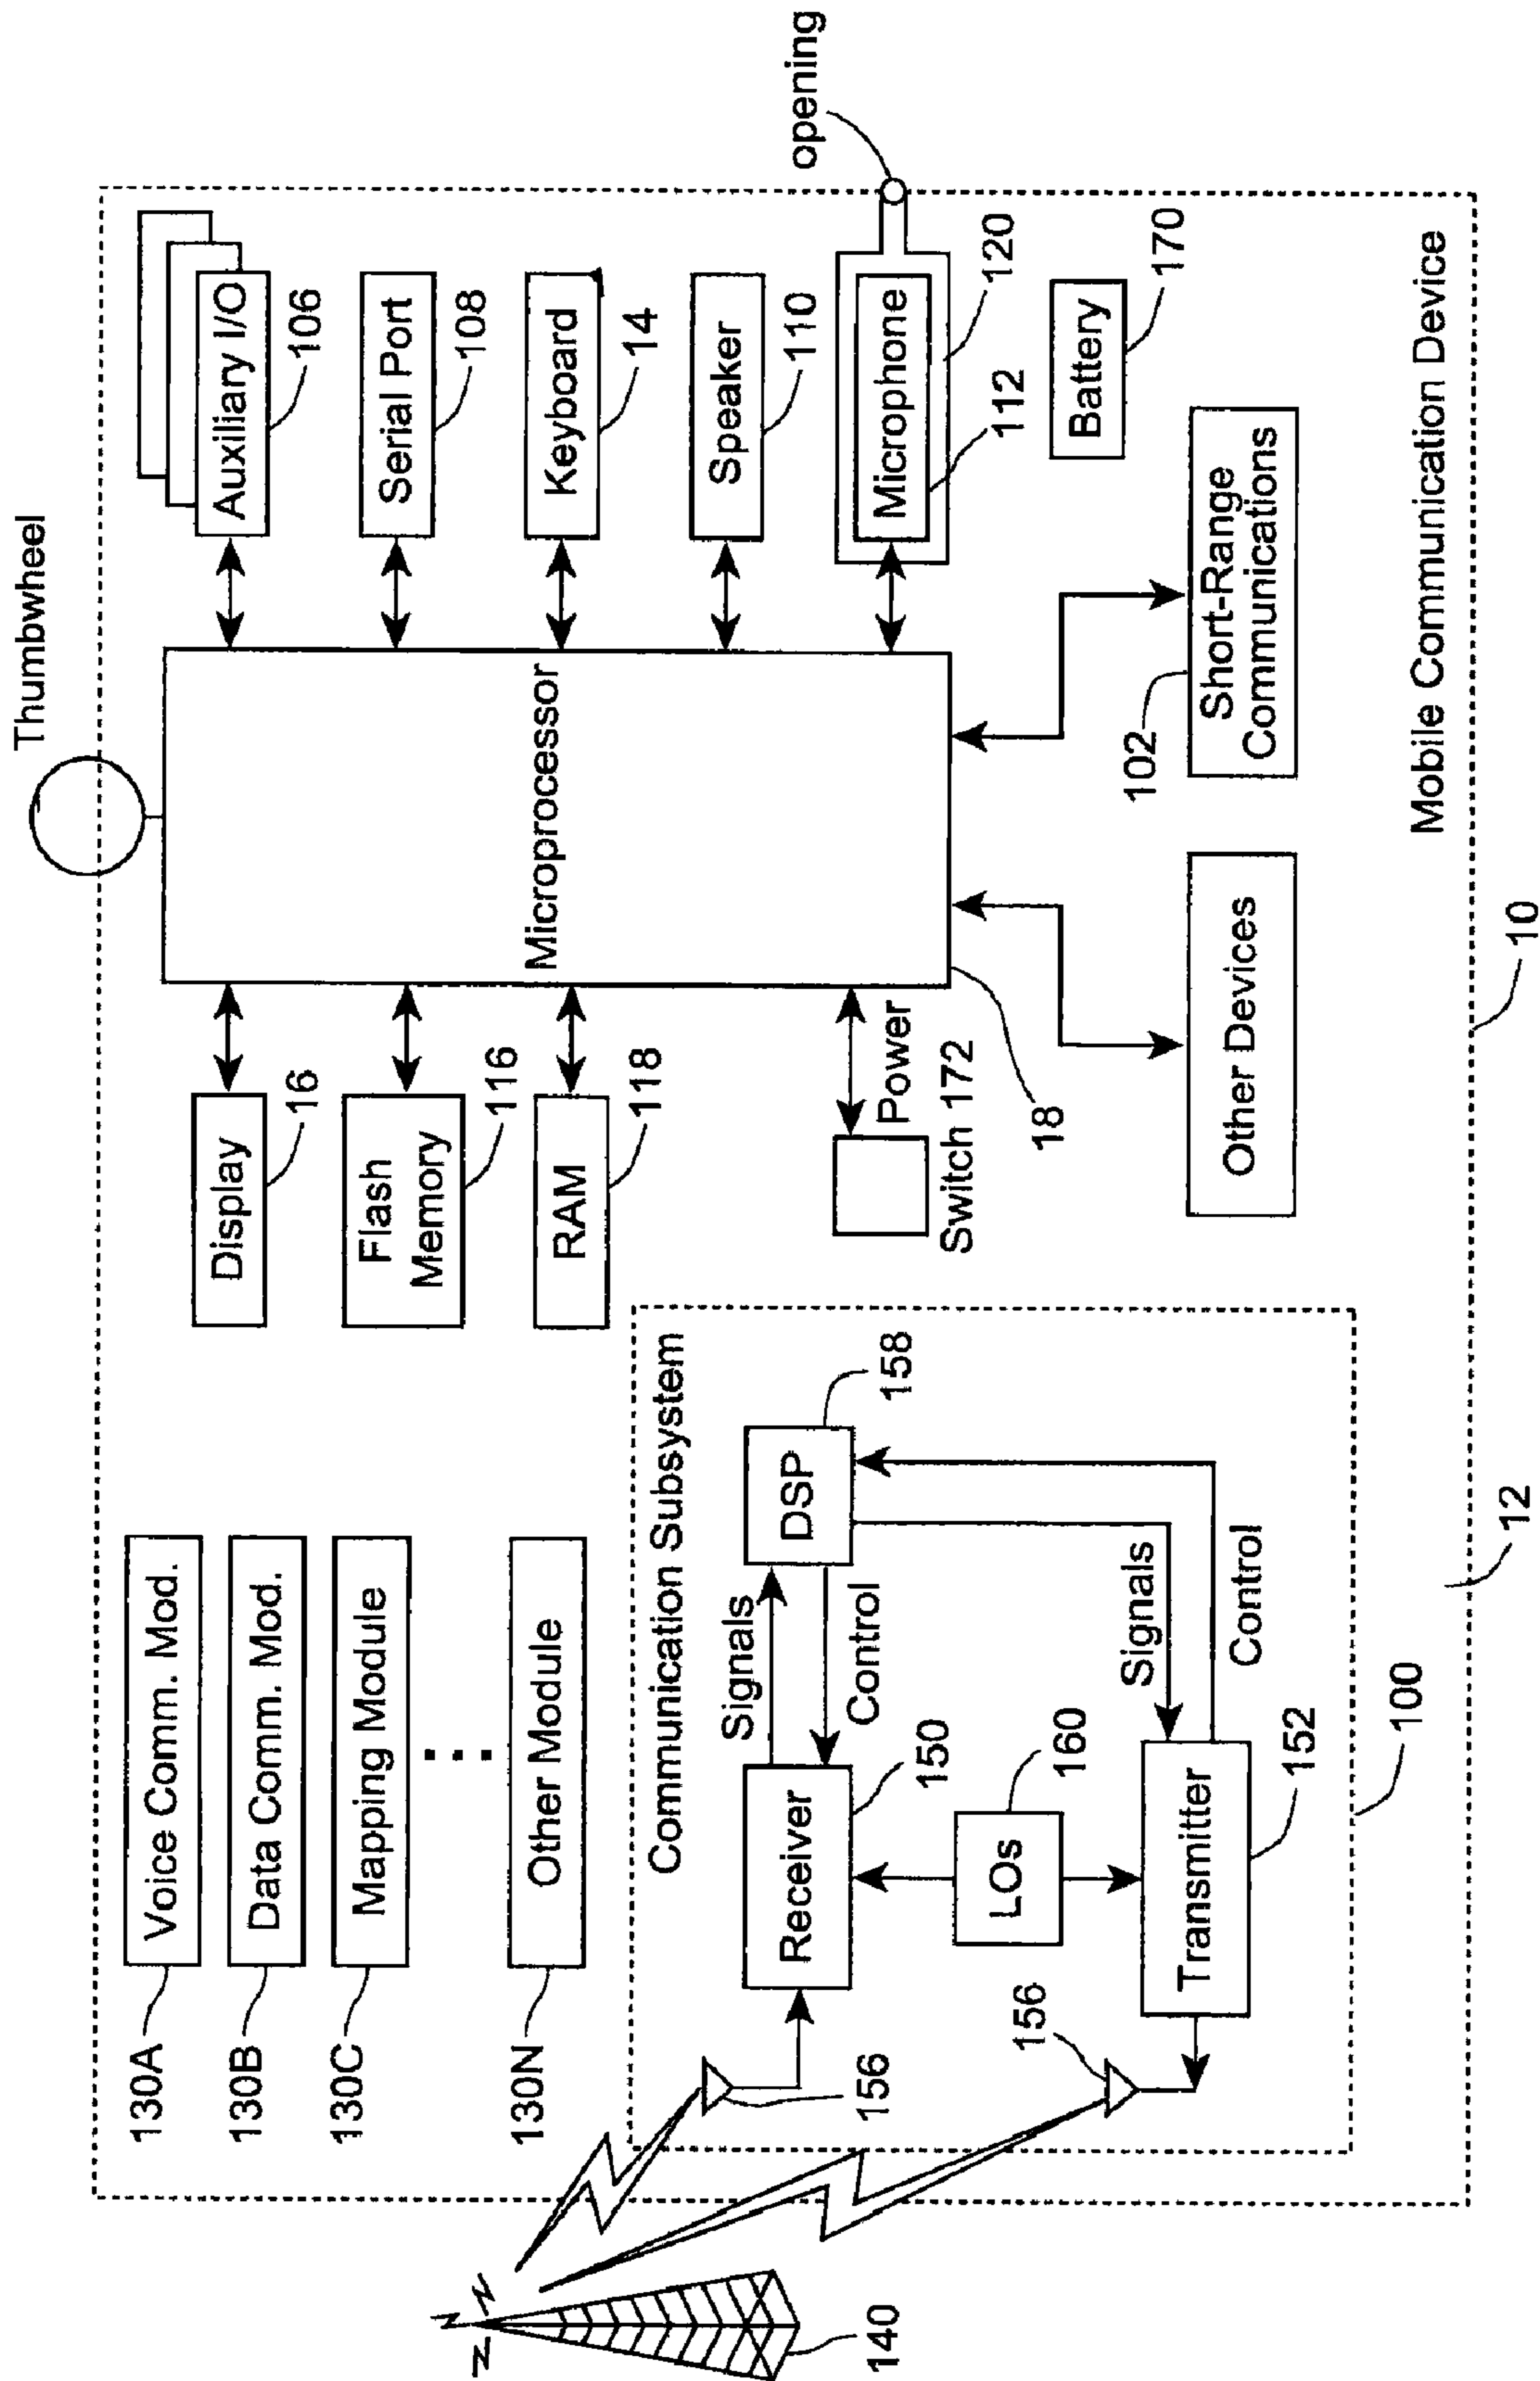 Thumbwheel
130A
Voice Comm. Mod.
130B
Data Comm. Mod.
130C
Mapping Module
130N
Other Module
Display
16
Flash
Memory
116
RAM
118
Power
Switch 172
Microprocessor
18
Auxiliary I/O
106
Serial Port
108
Keyboard
14
Speaker
110
Microphone
112
120
opening
Battery
170
Short-Range
Communications
102
Other Devices
Communication Subsystem
Receiver
150
Signals
Control
DSP
158
LOs
160
Transmitter
152
Signals
Control
156
156
140
100
12
10
Mobile Communication Device